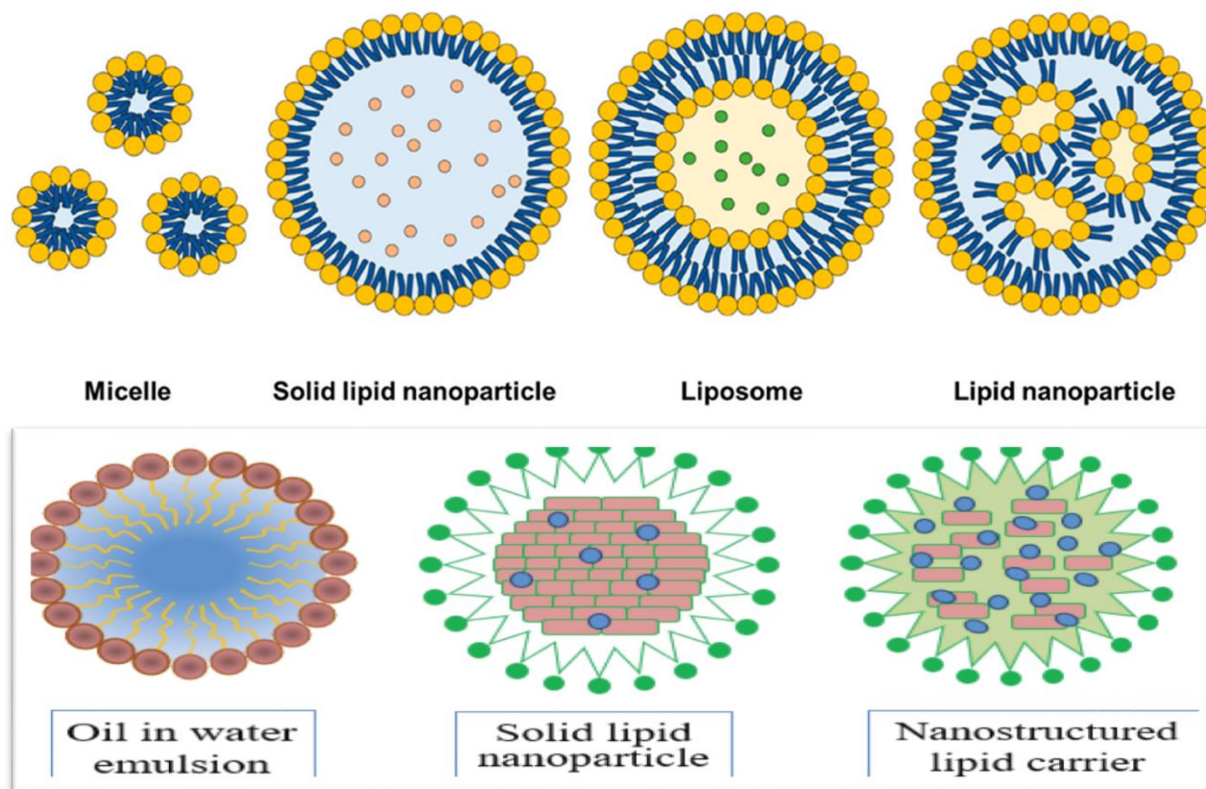 Micelle
Solid lipid nanoparticle
Liposome
Lipid nanoparticle
Oil in water
emulsion
Solid lipid
nanoparticle
Nanostructured
lipid carrier